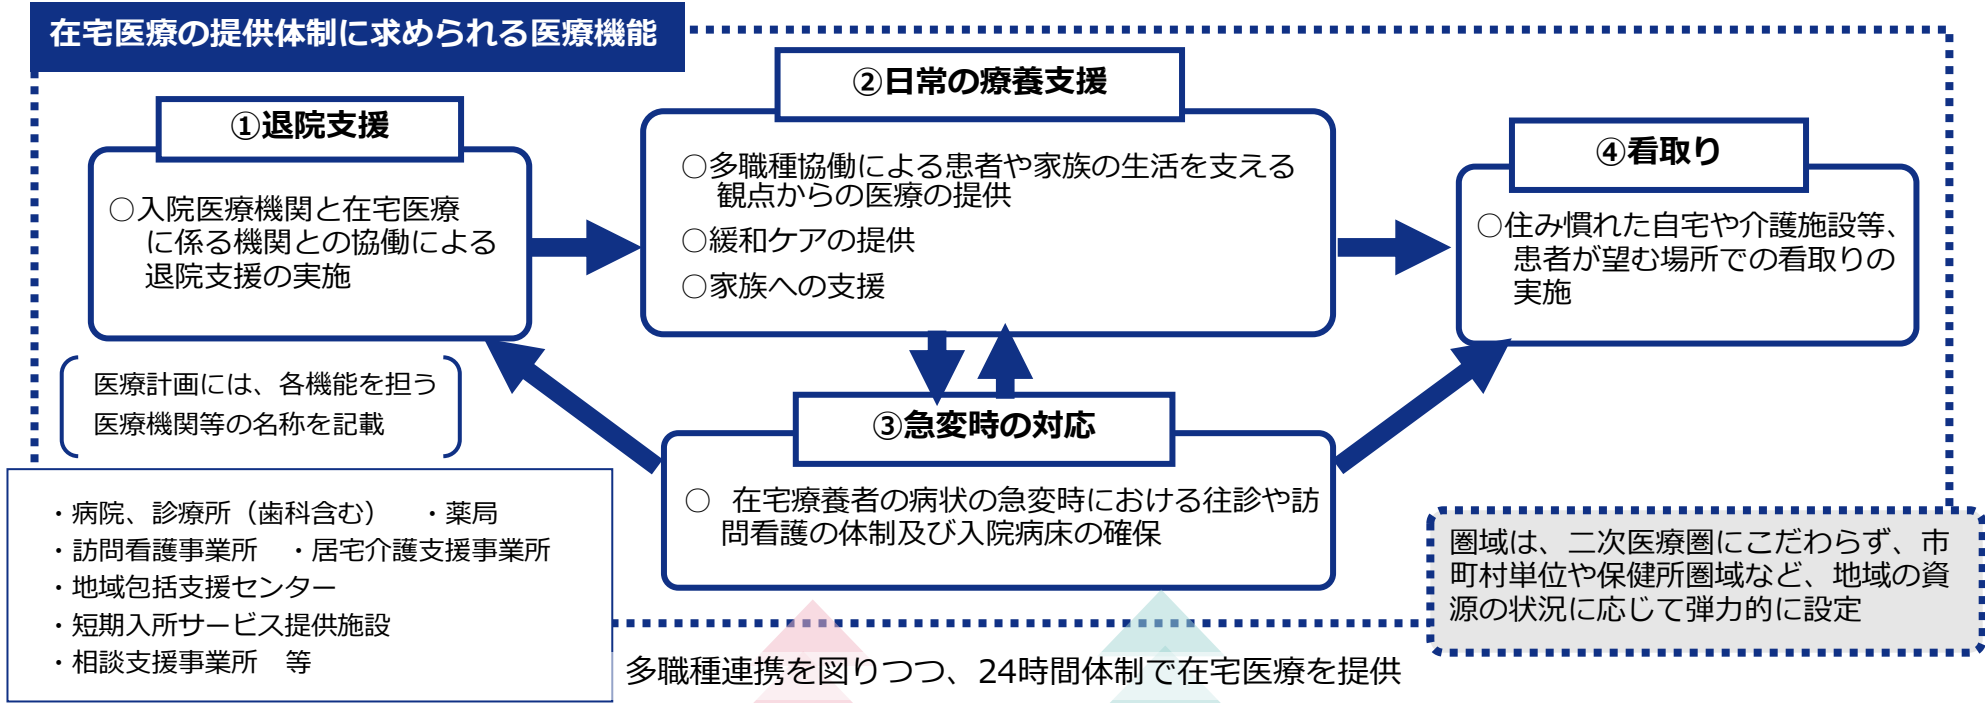 在宅医療の提供体制に求められる医療機能
①退院支援
○入院医療機関と在宅医療
に係る機関との協働による
退院支援の実施
②日常の療養支援
○多職種協働による患者や家族の生活を支える
観点からの医療の提供
○緩和ケアの提供
○家族への支援
④看取り
○住み慣れた自宅や介護施設等、
患者が望む場所での看取りの
実施
医療計画には、各機能を担う
医療機関等の名称を記載
③急変時の対応
○ 在宅療養者の病状の急変時における往診や訪
問看護の体制及び入院病床の確保
・病院、診療所（歯科含む） ・薬局
・訪問看護事業所 ・居宅介護支援事業所
・地域包括支援センター
・短期入所サービス提供施設
・相談支援事業所 等
圏域は、二次医療圏にこだわらず、市
町村単位や保健所圏域など、地域の資
源の状況に応じて弾力的に設定
多職種連携を図りつつ、24時間体制で在宅医療を提供